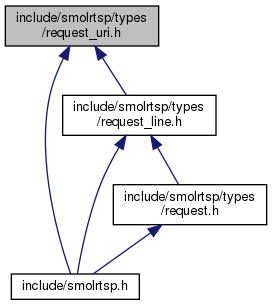 include/smolrtsp/types
/request_uri.h
include/smolrtsp/types
/request_line.h
include/smolrtsp/types
/request.h
include/smolrtsp.h